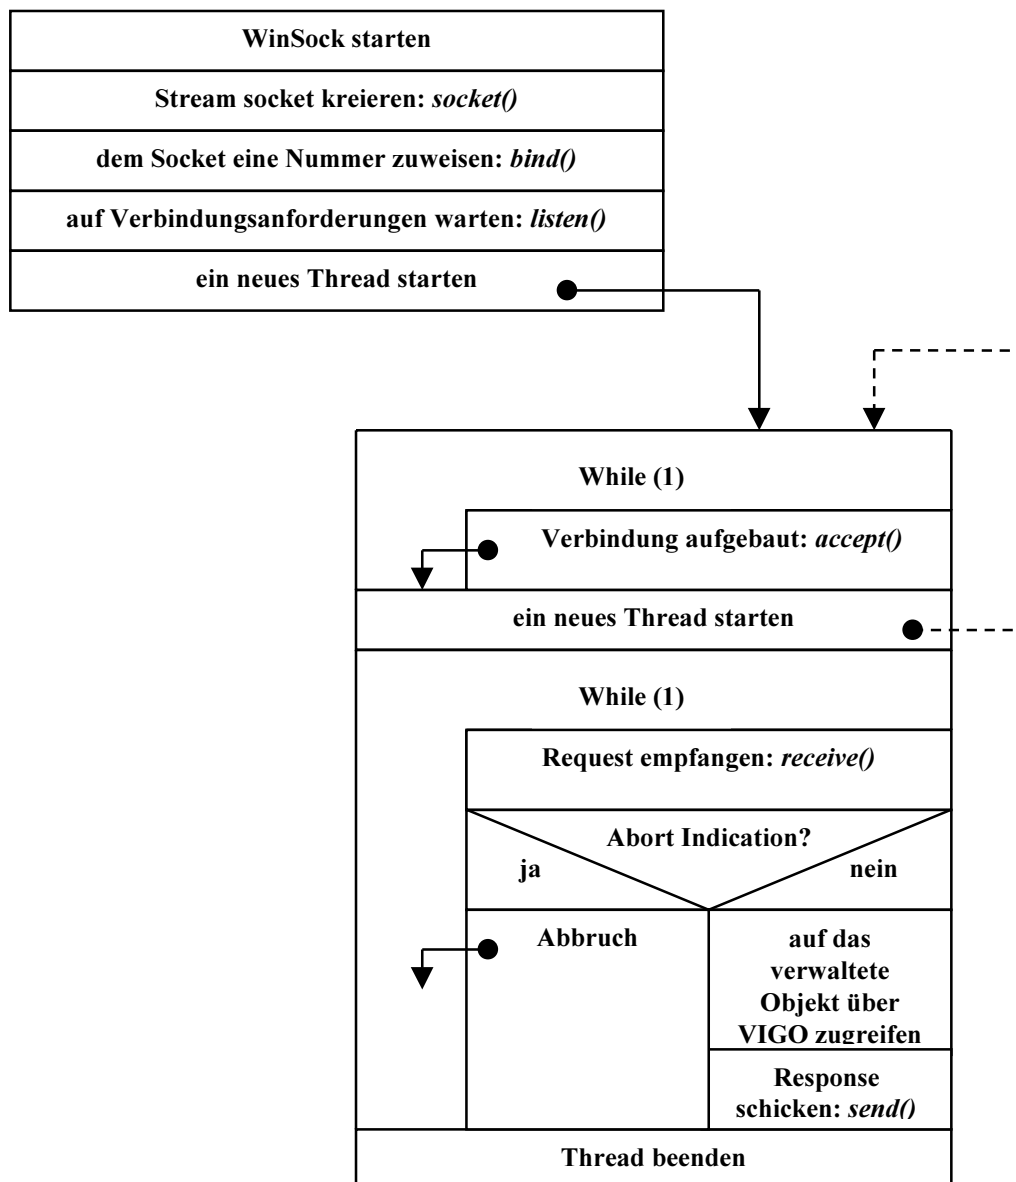 WinSock starten
Stream socket kreieren: socket()
dem Socket eine Nummer zuweisen: bind()
auf Verbindungsanforderungen warten: listen()
ein neues Thread starten
While (1)
Verbindung aufgebaut: accept()
ein neues Thread starten
While (1)
Request empfangen: receive()
Abort Indication?
ja
nein
Abbruch
auf das
verwaltete
Objekt über
VIGO zugreifen
Response
schicken: send()
Thread beenden